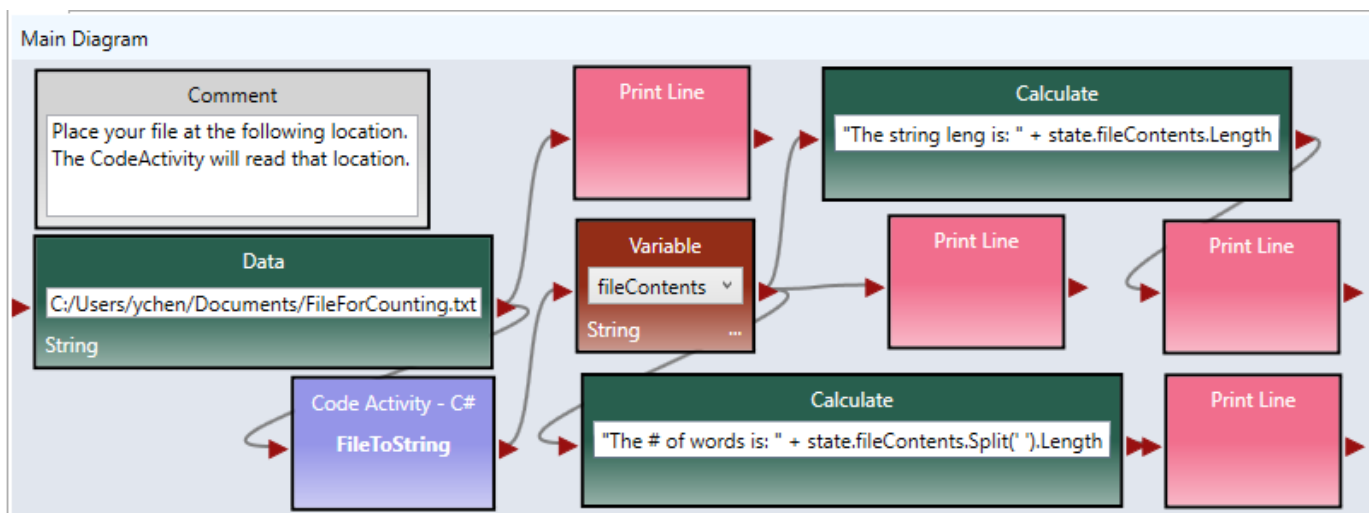 Main Diagram
Comment
Place your file at the following location.
The CodeActivity will read that location.
Print Line
Calculate
"The string leng is: " + state.fileContents.Length
Data
C:/Users/ychen/Documents/FileForCounting.txt
String
Variable
fileContents
String ...
Print Line
Print Line
Code Activity - C#
FileToString
Calculate
"The # of words is: " + state.fileContents.Split(' ').Length
Print Line